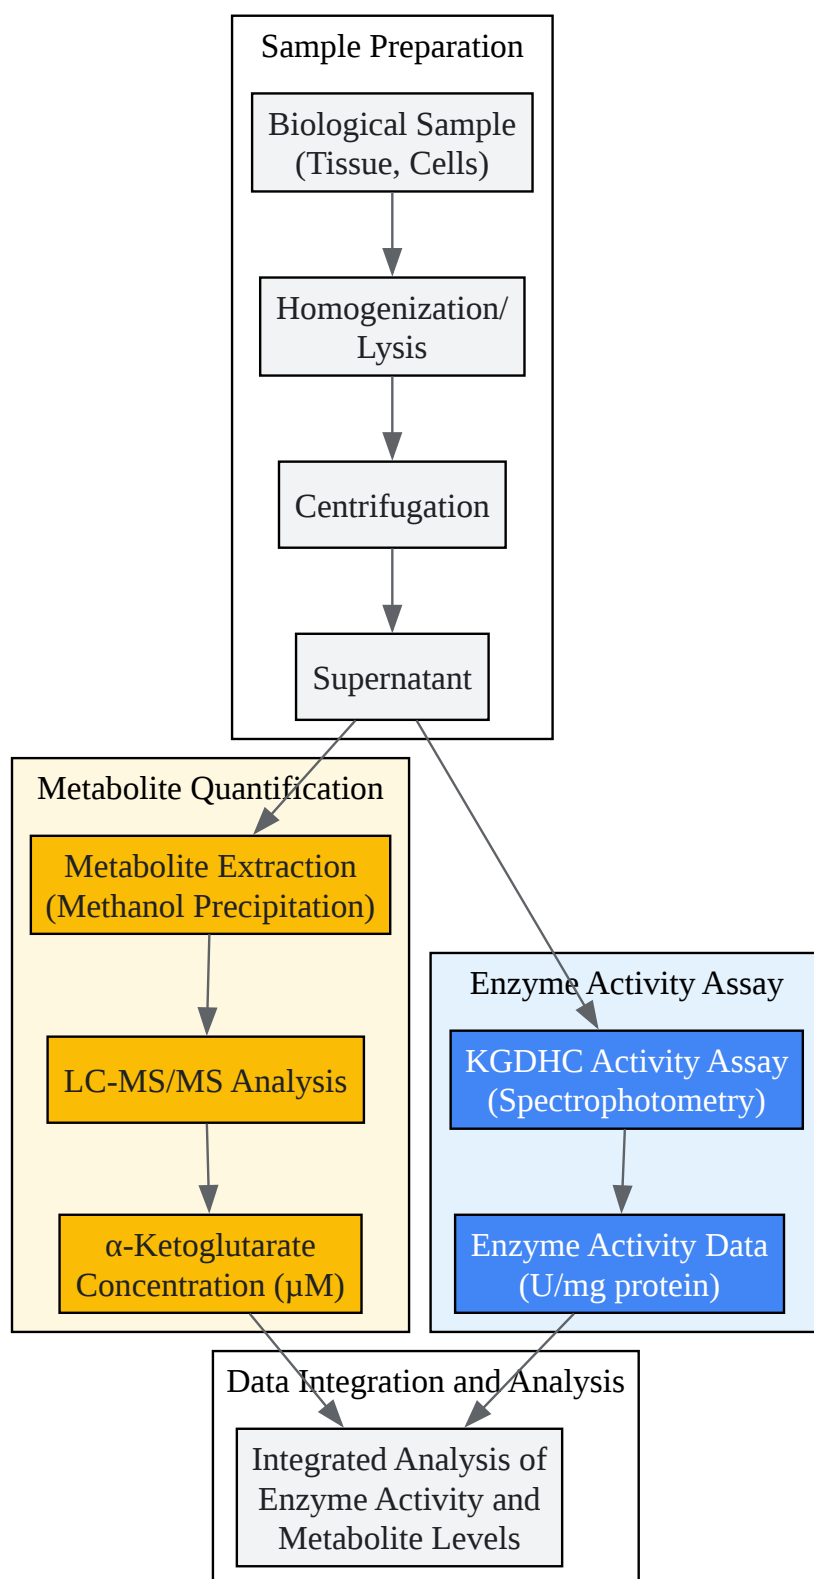 Sample Preparation
Biological Sample
(Tissue, Cells)
Homogenization/
Lysis
Centrifugation
Supernatant
Metabolite Quantification
Metabolite Extraction
(Methanol Precipitation)
LC-MS/MS Analysis
α-Ketoglutarate
Concentration (µM)
Enzyme Activity Assay
KGDHC Activity Assay
(Spectrophotometry)
Enzyme Activity Data
(U/mg protein)
Data Integration and Analysis
Integrated Analysis of
Enzyme Activity and
Metabolite Levels